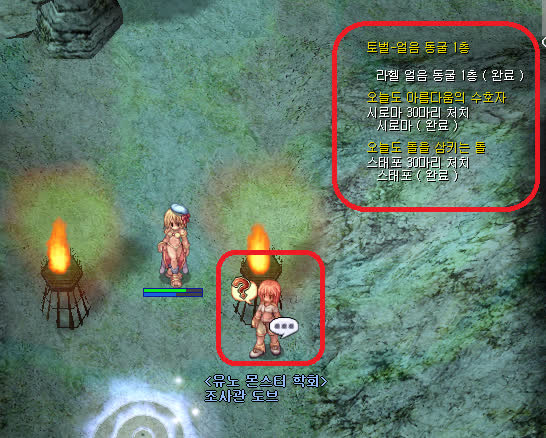 토벌-얼음 동굴 1층
라헬 얼음 동굴 1층 ( 완료 )
오늘도 아름다움의 수호자
시로마 30마리 처치
시로마 ( 완료 )
오늘도 돌을 삼키는 돌
스태포 30마리 처치
스태포 ( 완료 )
<유노 몬스터 학회>
조사관 도브